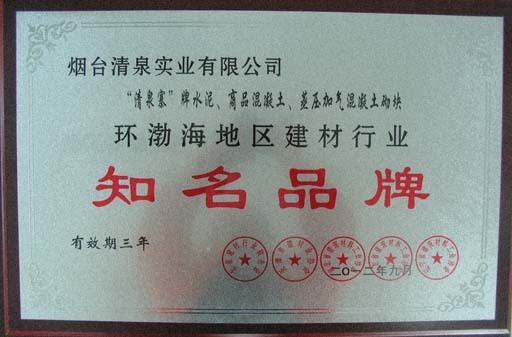 烟台清泉实业有限公司
“清泉寨”牌水泥、商品混凝土、蒸压加气混凝土砌块
环渤海地区建材行业
知名品牌
有效期三年
二〇一二年九月